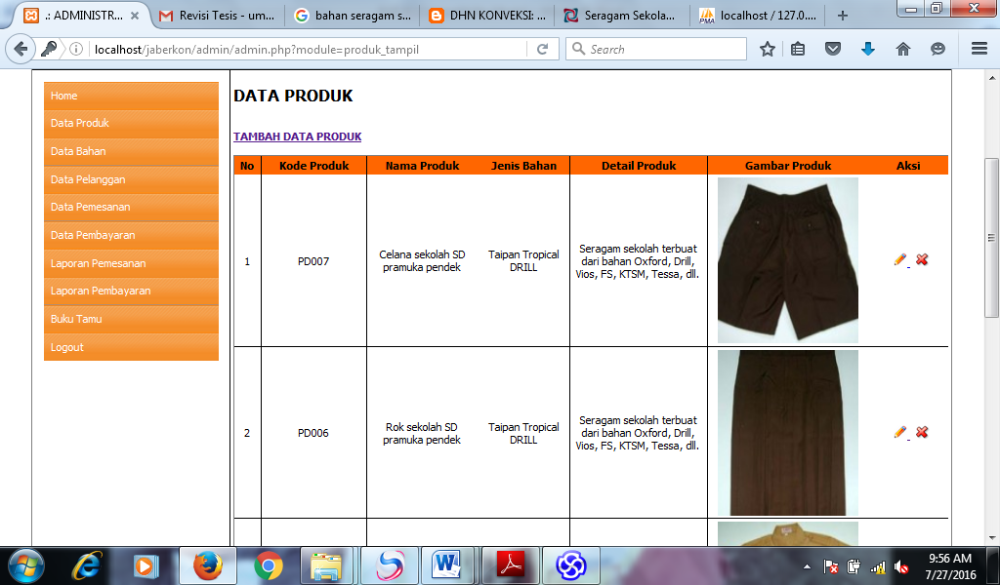 .: ADMINISTR...
Revisi Tesis - um...
bahan seragam s...
DHN KONVEKSI: ...
Seragam Sekola...
localhost / 127.0....
localhost/jaberkon/admin/admin.php?module=produk_tampil
Search
Home
Data Produk
Data Bahan
Data Pelanggan
Data Pemesanan
Data Pembayaran
Laporan Pemesanan
Laporan Pembayaran
Buku Tamu
Logout
DATA PRODUK
TAMBAH DATA PRODUK
No Kode Produk Nama Produk Jenis Bahan Detail Produk Gambar Produk Aksi
1
PD007
Celana sekolah SD
pramuka pendek
Taipan Tropical
DRILL
Seragam sekolah terbuat
dari bahan Oxford, Drill,
Vios, FS, KTSM, Tessa, dll.
2
PD006
Rok sekolah SD
pramuka pendek
Taipan Tropical
DRILL
Seragam sekolah terbuat
dari bahan Oxford, Drill,
Vios, FS, KTSM, Tessa, dll.
9:56 AM
7/27/2016